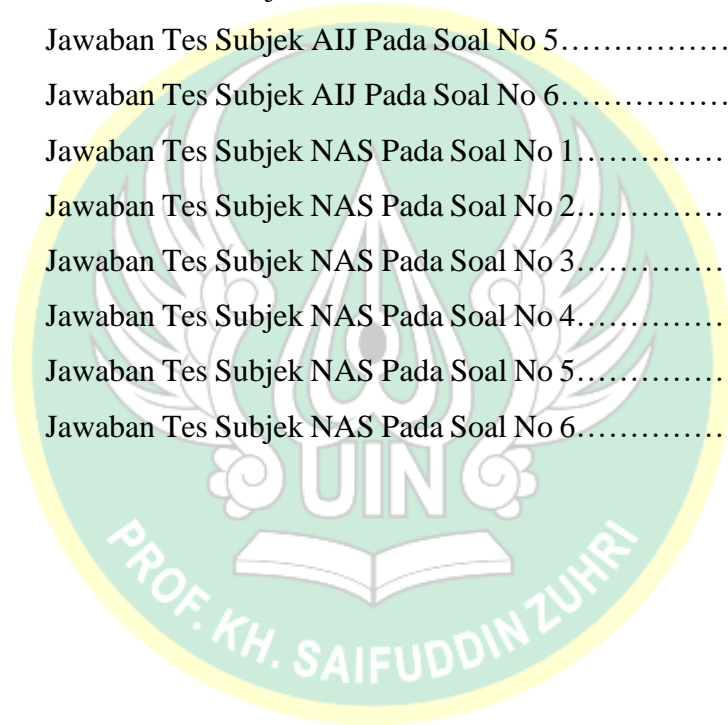 Jawaban Tes Subjek AIJ Pada Soal No 5………………
Jawaban Tes Subjek AIJ Pada Soal No 6………………
Jawaban Tes Subjek NAS Pada Soal No 1……………
Jawaban Tes Subjek NAS Pada Soal No 2……………
Jawaban Tes Subjek NAS Pada Soal No 3……………
Jawaban Tes Subjek NAS Pada Soal No 4……………
Jawaban Tes Subjek NAS Pada Soal No 5……………
Jawaban Tes Subjek NAS Pada Soal No 6……………
UIN
PROF. KH. SAIFUDDIN ZUHRI